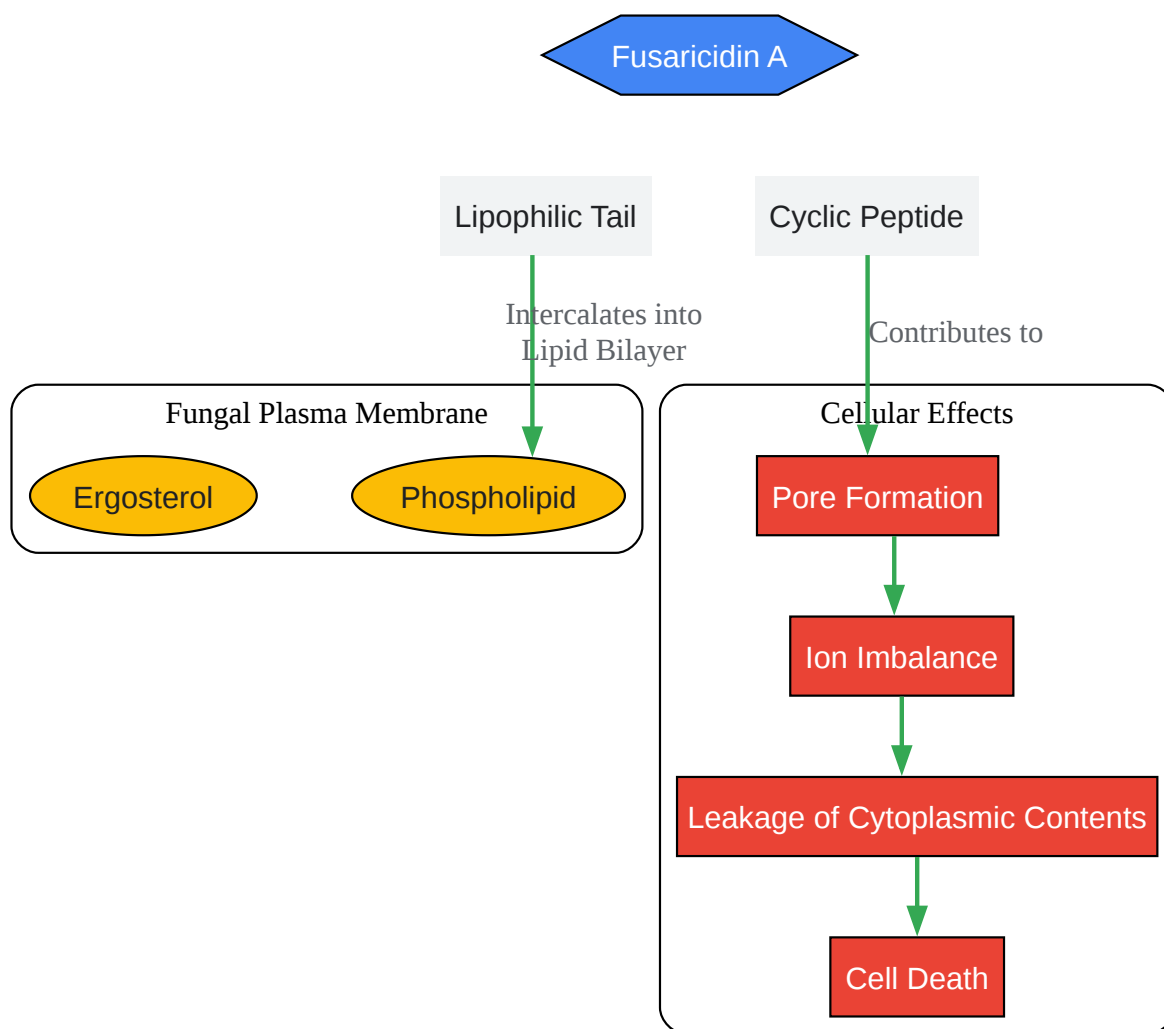 Fusaricidin A
Lipophilic Tail
Cyclic Peptide
Intercalates into
Lipid Bilayer
Contributes to
Fungal Plasma Membrane
Cellular Effects
Ergosterol
Phospholipid
Pore Formation
Ion Imbalance
Leakage of Cytoplasmic Contents
Cell Death